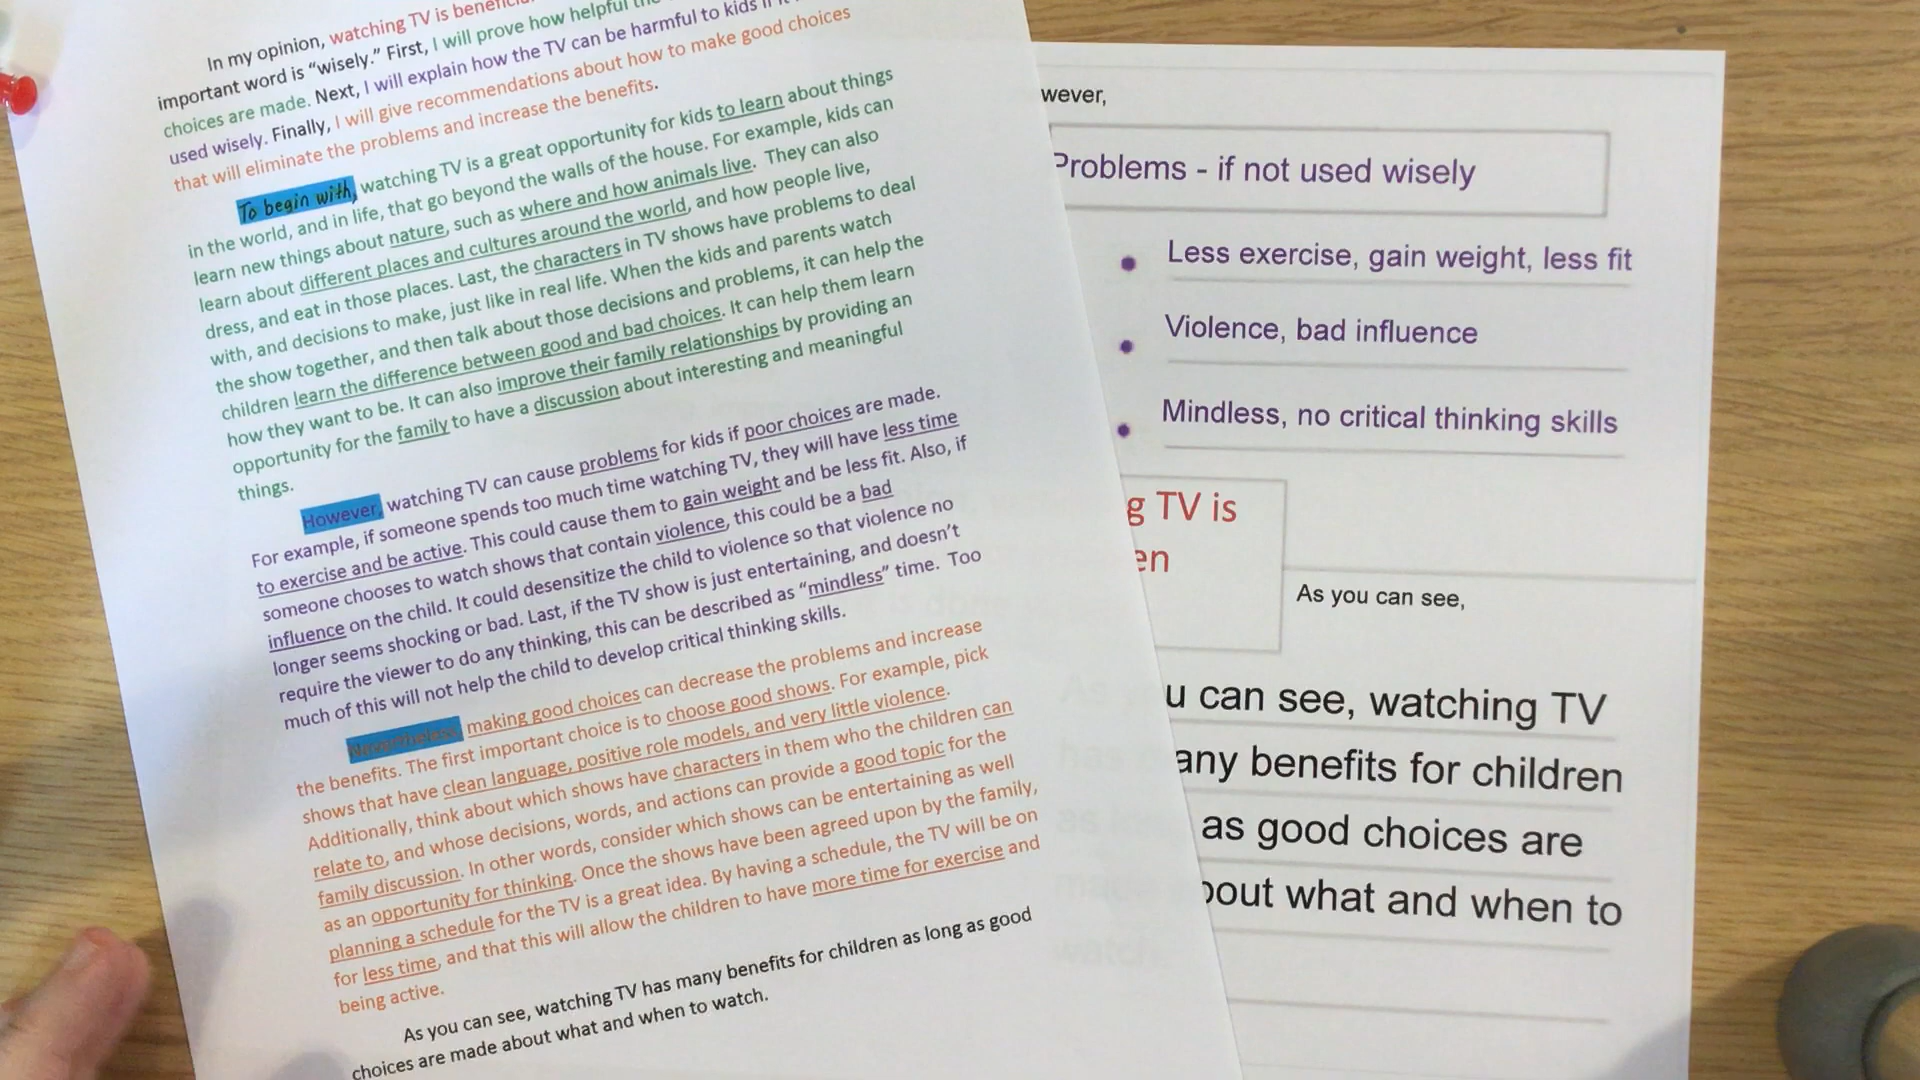 In my opinion, watching TV is
important word is “wisely.” First, I will prove how helpful
choices are made. Next, I will explain how the TV can be harmful to kids
used wisely. Finally, I will give recommendations about how to make good choices
that will eliminate the problems and increase the benefits.
To begin with, watching TV is a great opportunity for kids to learn about things
in the world, and in life, that go beyond the walls of the house. For example, kids can
learn new things about nature, such as where and how animals live. They can also
learn about different places and cultures around the world, and how people live,
dress, and eat in those places. Last, the characters in TV shows have problems to deal
with, and decisions to make, just like in real life. When the kids and parents watch
the show together, and then talk about those decisions and problems, it can help the
children learn the difference between good and bad choices. It can help them learn
how they want to be. It can also improve their family relationships by providing an
opportunity for the family to have a discussion about interesting and meaningful
things.
However, watching TV can cause problems for kids if poor choices are made.
For example, if someone spends too much time watching TV, they will have less time
to exercise and be active. This could cause them to gain weight and be less fit. Also, if
someone chooses to watch shows that contain violence, this could be a bad
influence on the child. It could desensitize the child to violence so that violence no
longer seems shocking or bad. Last, if the TV show is just entertaining, and doesn’t
require the viewer to do any thinking, this can be described as “mindless” time. Too
much of this will not help the child to develop critical thinking skills.
Nevertheless, making good choices can decrease the problems and increase
the benefits. The first important choice is to choose good shows. For example, pick
shows that have clean language, positive role models, and very little violence.
Additionally, think about which shows have characters in them who the children can
relate to, and whose decisions, words, and actions can provide a good topic for the
family discussion. In other words, consider which shows can be entertaining as well
as an opportunity for thinking. Once the shows have been agreed upon by the family,
planning a schedule for the TV is a great idea. By having a schedule, the TV will be on
for less time, and that this will allow the children to have more time for exercise and
being active.
As you can see, watching TV has many benefits for children as long as good
choices are made about what and when to watch.
wever,
Problems - if not used wisely
Less exercise, gain weight, less fit
Violence, bad influence
Mindless, no critical thinking skills
g TV is
en
As you can see,
u can see, watching TV
any benefits for children
as good choices are
bout what and when to